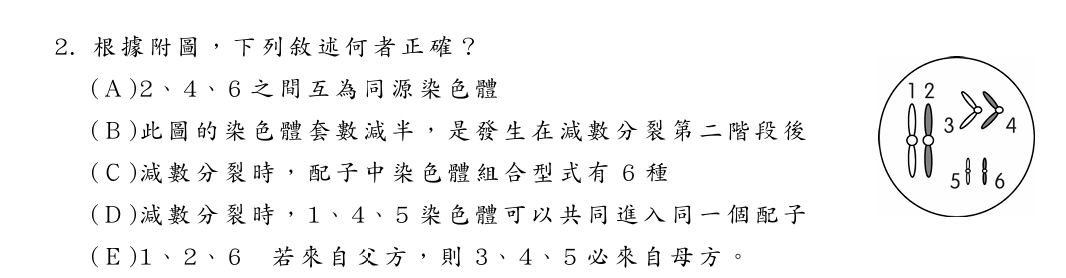 2. 根據附圖，下列敘述何者正確？
(A)2、4、6之間互為同源染色體
(B)此圖的染色體套數減半，是發生在減數分裂第二階段後
(C)減數分裂時，配子中染色體組合型式有 6 種
(D)減數分裂時，1、4、5染色體可以共同進入同一個配子
(E)1、2、6 若來自父方，則 3、4、5必來自母方。
1 2
3 4
5 6